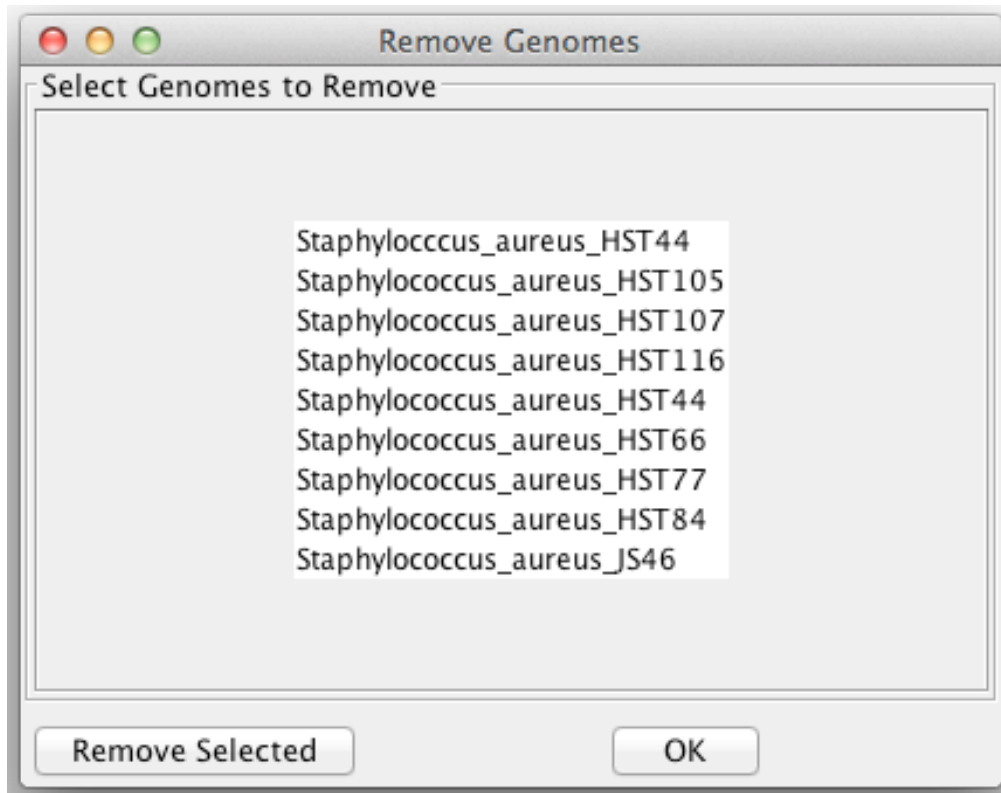 Remove Genomes
Select Genomes to Remove
Staphylocccus_aureus_HST44
Staphylococcus_aureus_HST105
Staphylococcus_aureus_HST107
Staphylococcus_aureus_HST116
Staphylococcus_aureus_HST44
Staphylococcus_aureus_HST66
Staphylococcus_aureus_HST77
Staphylococcus_aureus_HST84
Staphylococcus_aureus_JS46
Remove Selected OK